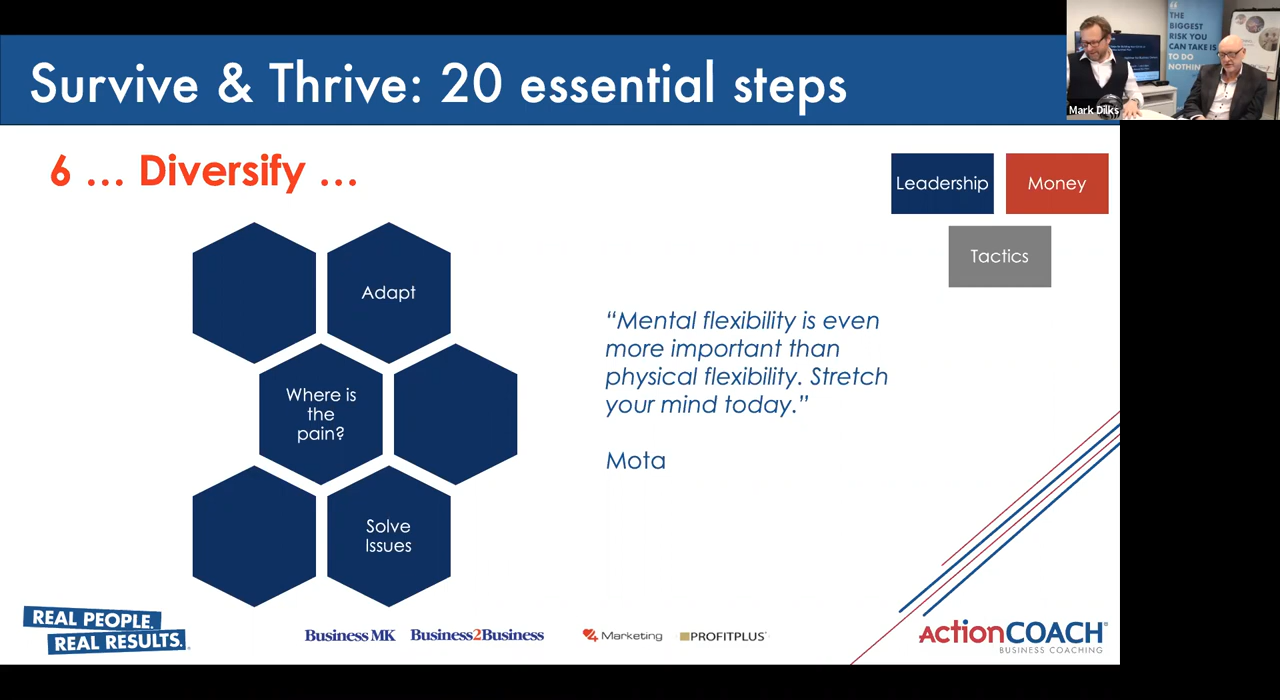 Survive & Thrive: 20 essential steps
THE
BIGGEST
RISK YOU
CAN TAKE IS
TO DO
NOTHING
Mark Dilks
6 ... Diversify ...
Leadership
Money
Tactics
Adapt
Where is
the
pain?
Solve
Issues
“Mental flexibility is even
more important than
physical flexibility. Stretch
your mind today.”
Mota
REAL PEOPLE.
REAL RESULTS.
Business MK
Business2Business
4 Marketing
PROFITPLUS
ActionCOACH
BUSINESS COACHING